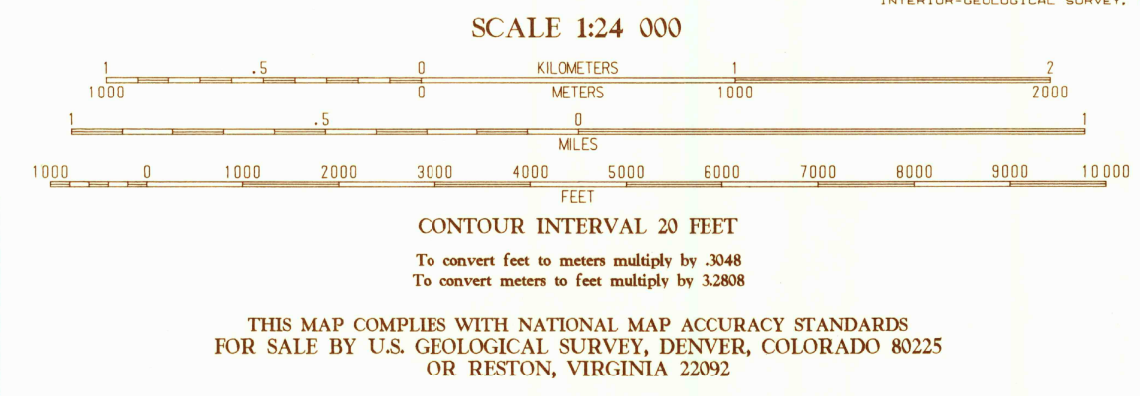 INTERIOR-GEOLOGICAL SURVEY,
SCALE 1:24 000
1 .5 0 KILOMETERS 1 2
1000 0 METERS 1000 2000
1 .5 0 1
MILES
1000 0 1000 2000 3000 4000 5000 6000 7000 8000 9000 10 000
FEET
CONTOUR INTERVAL 20 FEET
To convert feet to meters multiply by .3048
To convert meters to feet multiply by 3.2808
THIS MAP COMPLIES WITH NATIONAL MAP ACCURACY STANDARDS
FOR SALE BY U.S. GEOLOGICAL SURVEY, DENVER, COLORADO 80225
OR RESTON, VIRGINIA 22092